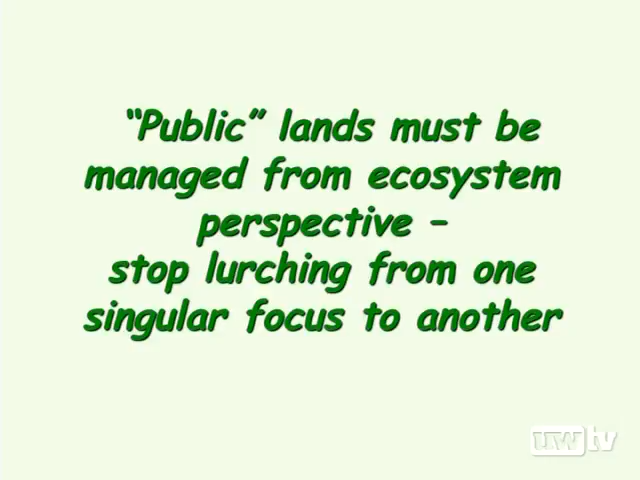 “Public” lands must be
managed from ecosystem
perspective –
stop lurching from one
singular focus to another
uwtv